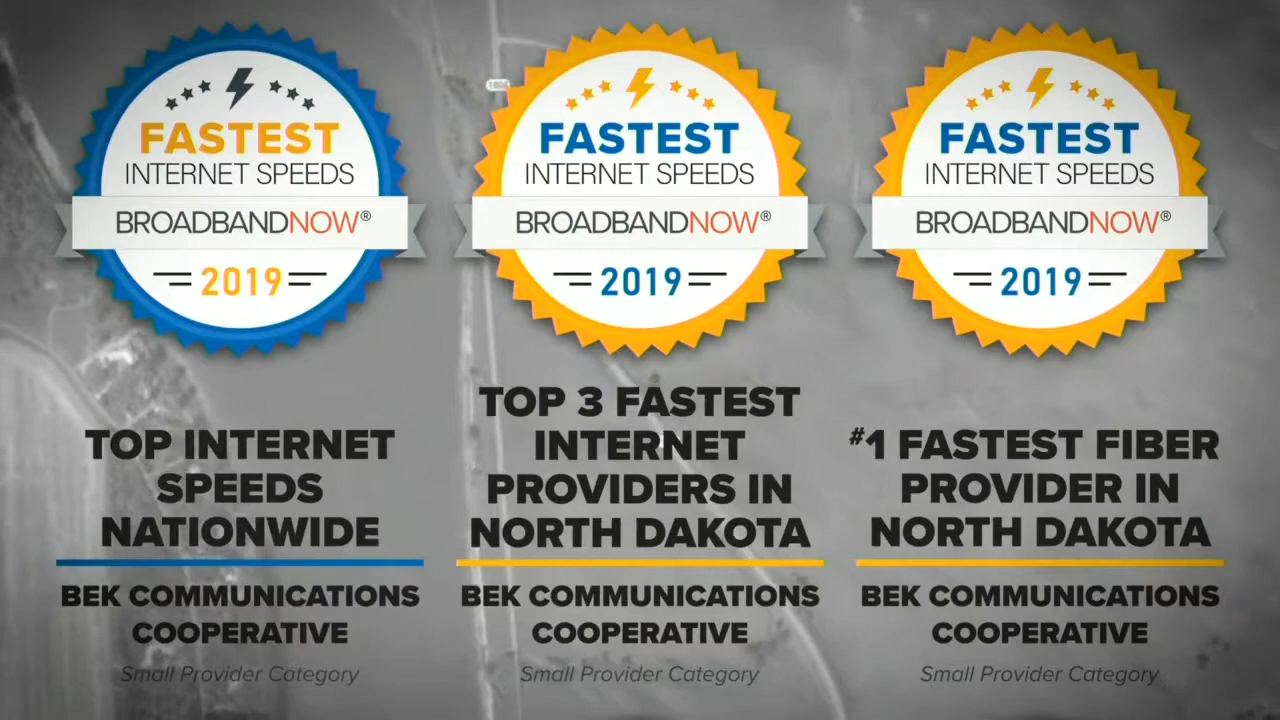 FASTEST
INTERNET SPEEDS
BROADBANDNOW®
2019
TOP INTERNET
SPEEDS
NATIONWIDE
BEK COMMUNICATIONS
COOPERATIVE
Small Provider Category
FASTEST
INTERNET SPEEDS
BROADBANDNOW®
2019
TOP 3 FASTEST
INTERNET
PROVIDERS IN
NORTH DAKOTA
BEK COMMUNICATIONS
COOPERATIVE
Small Provider Category
FASTEST
INTERNET SPEEDS
BROADBANDNOW®
2019
#1 FASTEST FIBER
PROVIDER IN
NORTH DAKOTA
BEK COMMUNICATIONS
COOPERATIVE
Small Provider Category